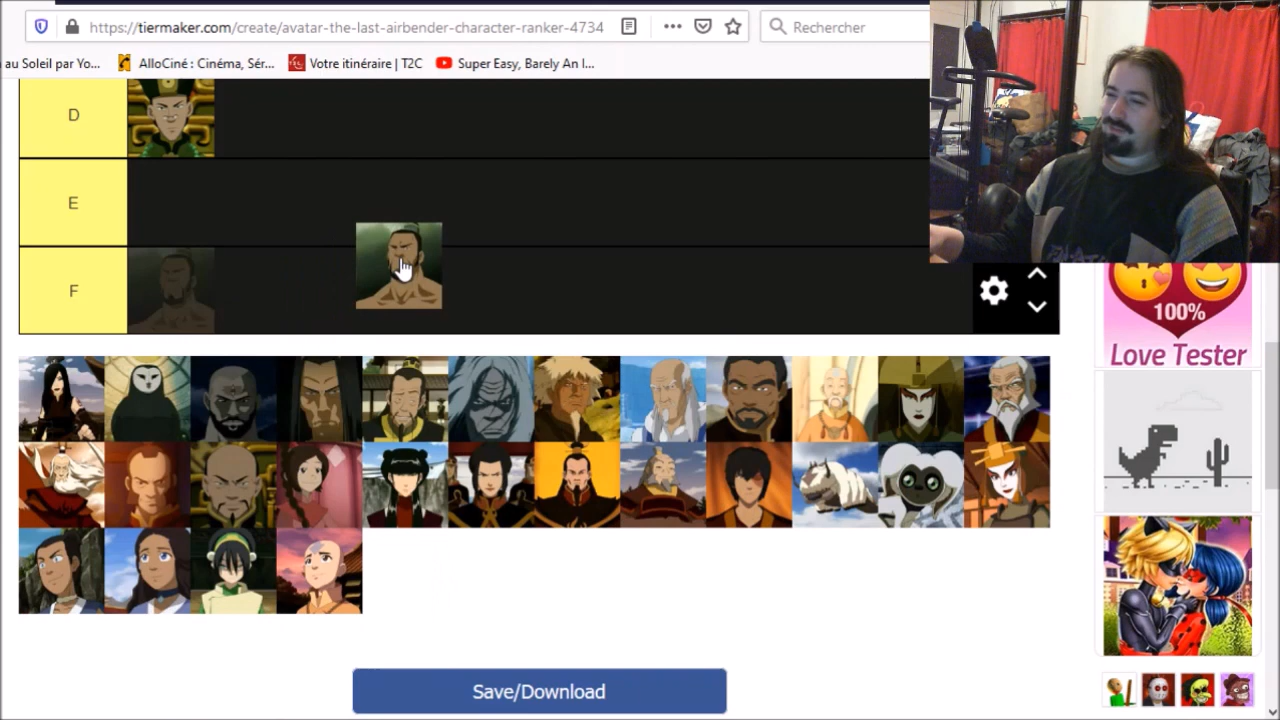 https://tiermaker.com/create/avatar-the-last-airbender-character-ranker-4734
Rechercher
au Soleil par Yo...
AlloCiné : Cinéma, Sér...
Votre itinéraire | T2C
Super Easy, Barely An I...
D
E
F
100%
Love Tester
Save/Download